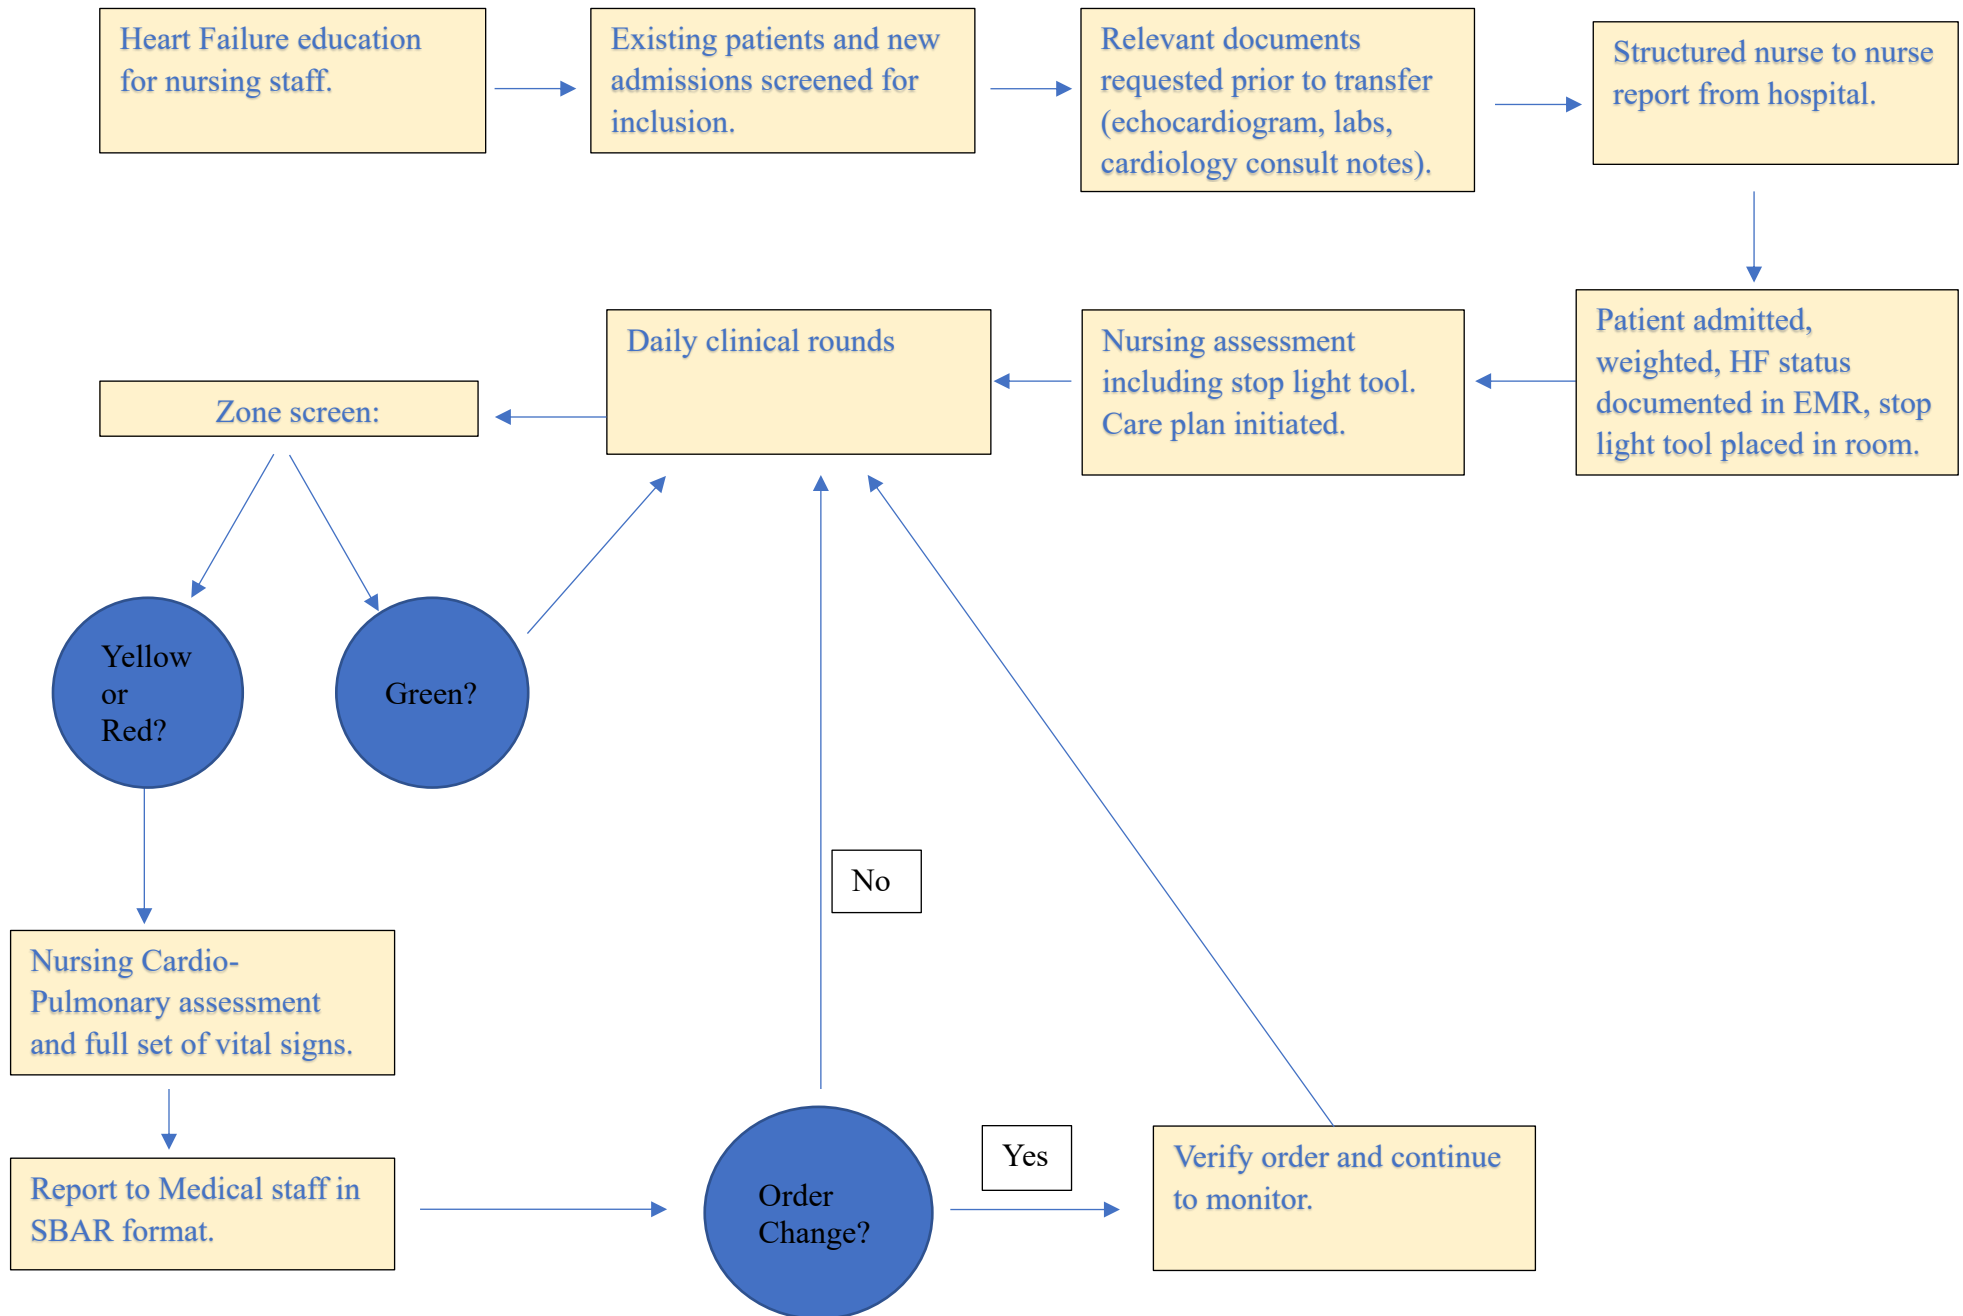 Heart Failure education
for nursing staff.
Existing patients and new
admissions screened for
inclusion.
Relevant documents
requested prior to transfer
(echocardiogram, labs,
cardiology consult notes).
Structured nurse to nurse
report from hospital.
Patient admitted,
weighted, HF status
documented in EMR, stop
light tool placed in room.
Nursing assessment
including stop light tool.
Care plan initiated.
Daily clinical rounds
Zone screen:
Yellow
or
Red?
Green?
No
Nursing Cardio-
Pulmonary assessment
and full set of vital signs.
Report to Medical staff in
SBAR format.
Order
Change?
Yes
Verify order and continue
to monitor.